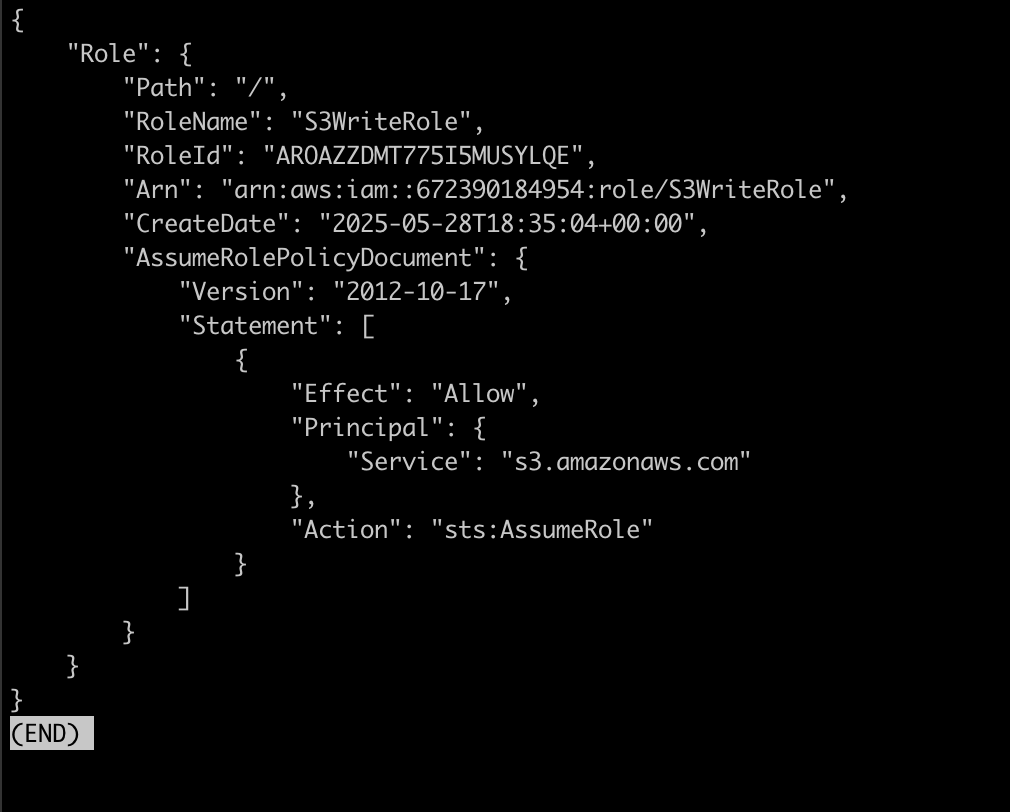 {
    "Role": {
        "Path": "/",
        "RoleName": "S3WriteRole",
        "RoleId": "AROAZZDMT775I5MUSYLQE",
        "Arn": "arn:aws:iam::672390184954:role/S3WriteRole",
        "CreateDate": "2025-05-28T18:35:04+00:00",
        "AssumeRolePolicyDocument": {
            "Version": "2012-10-17",
            "Statement": [
                {
                    "Effect": "Allow",
                    "Principal": {
                        "Service": "s3.amazonaws.com"
                    },
                    "Action": "sts:AssumeRole"
                }
            ]
        }
    }
}
(END)